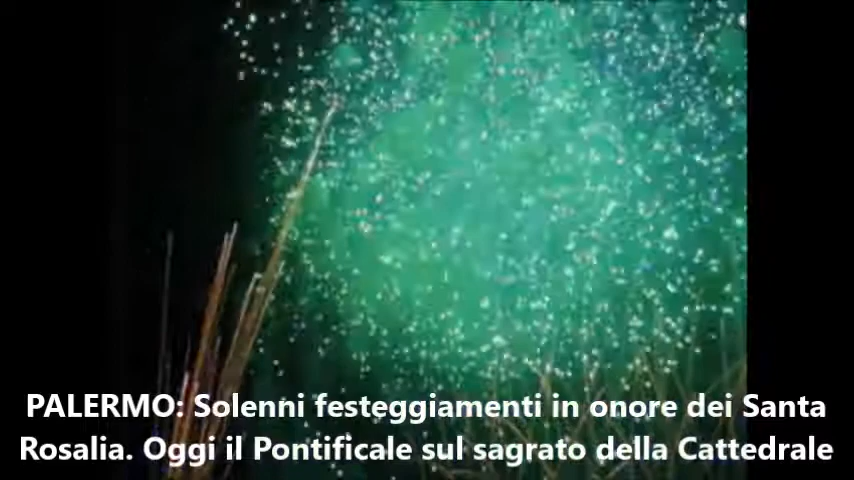 PALERMO: Solenni festeggiamenti in onore dei Santa
Rosalia. Oggi il Pontificale sul sagrato della Cattedrale